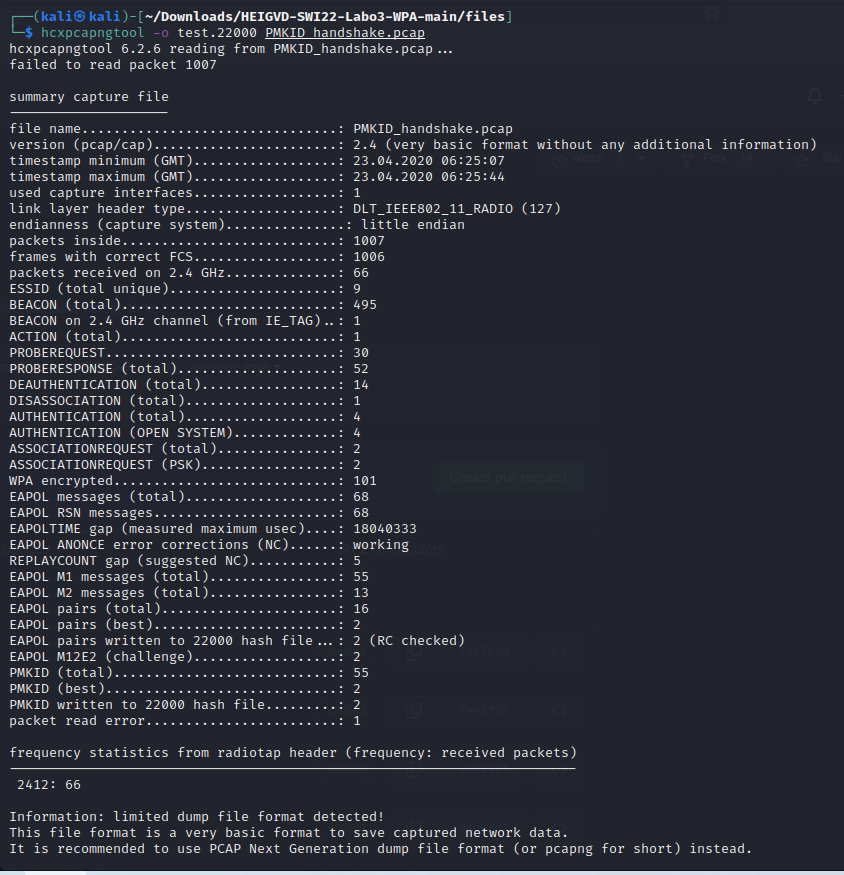 ┌──(kali㉿kali)-[~/Downloads/HEIGVD-SWI22-Labo3-WPA-main/files]
└─$ hcxpcapngtool -o test.22000 PMKID_handshake.pcap
hcxpcapngtool 6.2.6 reading from PMKID_handshake.pcap...
failed to read packet 1007
summary capture file
--------------------
file name................................: PMKID_handshake.pcap
version (pcap/cap).......................: 2.4 (very basic format without any additional information)
timestamp minimum (GMT)..................: 23.04.2020 06:25:07
timestamp maximum (GMT)..................: 23.04.2020 06:25:44
used capture interfaces..................: 1
link layer header type...................: DLT_IEEE802_11_RADIO (127)
endianness (capture system)...............: little endian
packets inside...........................: 1007
frames with correct FCS..................: 1006
packets received on 2.4 GHz..............: 66
ESSID (total unique).....................: 9
BEACON (total)...........................: 495
BEACON on 2.4 GHz channel (from IE_TAG)..: 1
ACTION (total)...........................: 1
PROBEREQUEST.............................: 30
PROBERESPONSE (total)....................: 52
DEAUTHENTICATION (total).................: 14
DISASSOCIATION (total)...................: 1
AUTHENTICATION (total)...................: 4
AUTHENTICATION (OPEN SYSTEM).............: 4
ASSOCIATIONREQUEST (total)...............: 2
ASSOCIATIONREQUEST (PSK).................: 2
WPA encrypted............................: 101
EAPOL messages (total)...................: 68
EAPOL RSN messages.......................: 68
EAPOLTIME gap (measured maximum usec)....: 18040333
EAPOL ANONCE error corrections (NC)......: working
REPLAYCOUNT gap (suggested NC)...........: 5
EAPOL M1 messages (total)................: 55
EAPOL M2 messages (total)................: 13
EAPOL pairs (total)......................: 16
EAPOL pairs (best).......................: 2
EAPOL pairs written to 22000 hash file...: 2 (RC checked)
EAPOL M12E2 (challenge)..................: 2
PMKID (total)............................: 55
PMKID (best).............................: 2
PMKID written to 22000 hash file.........: 2
packet read error........................: 1
Create pull request
frequency statistics from radiotap header (frequency: received packets)
-----------------------------------------------------------------------
2412: 66
Information: limited dump file format detected!
This file format is a very basic format to save captured network data.
It is recommended to use PCAP Next Generation dump file format (or pcapng for short) instead.